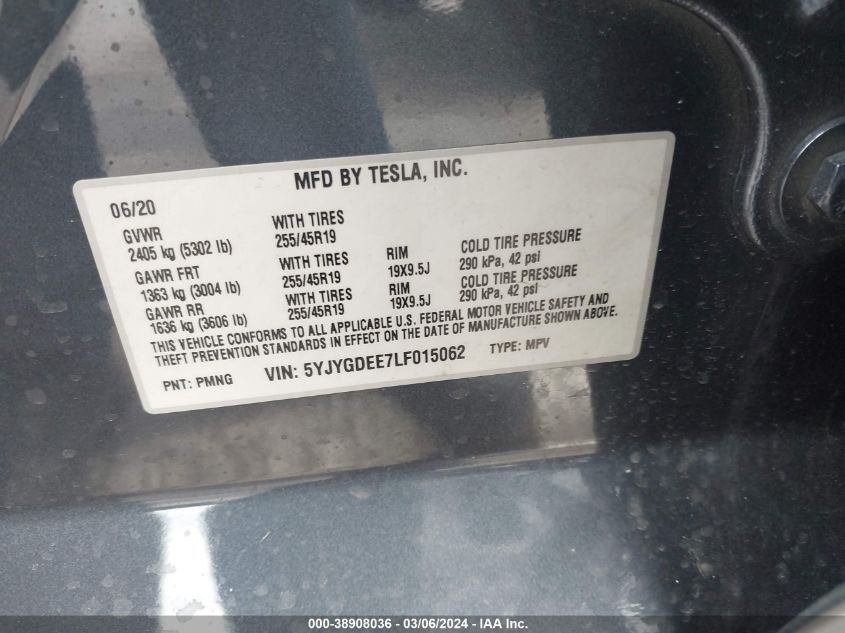 MFD BY TESLA, INC.
06/20
GVWR
2405 kg (5302 lb)
WITH TIRES
255/45R19
GAWR FRT
1363 kg (3004 lb)
WITH TIRES
255/45R19
RIM
19X9.5J
COLD TIRE PRESSURE
290 kPa, 42 psi
GAWR RR
1636 kg (3606 lb)
WITH TIRES
255/45R19
RIM
19X9.5J
COLD TIRE PRESSURE
290 kPa, 42 psi
THIS VEHICLE CONFORMS TO ALL APPLICABLE U.S. FEDERAL MOTOR VEHICLE SAFETY AND
THEFT PREVENTION STANDARDS IN EFFECT ON THE DATE OF MANUFACTURE SHOWN ABOVE.
PNT: PMNG VIN: 5YJYGDEE7LF015062 TYPE: MPV
000-38908036 - 03/06/2024 - IAA Inc.